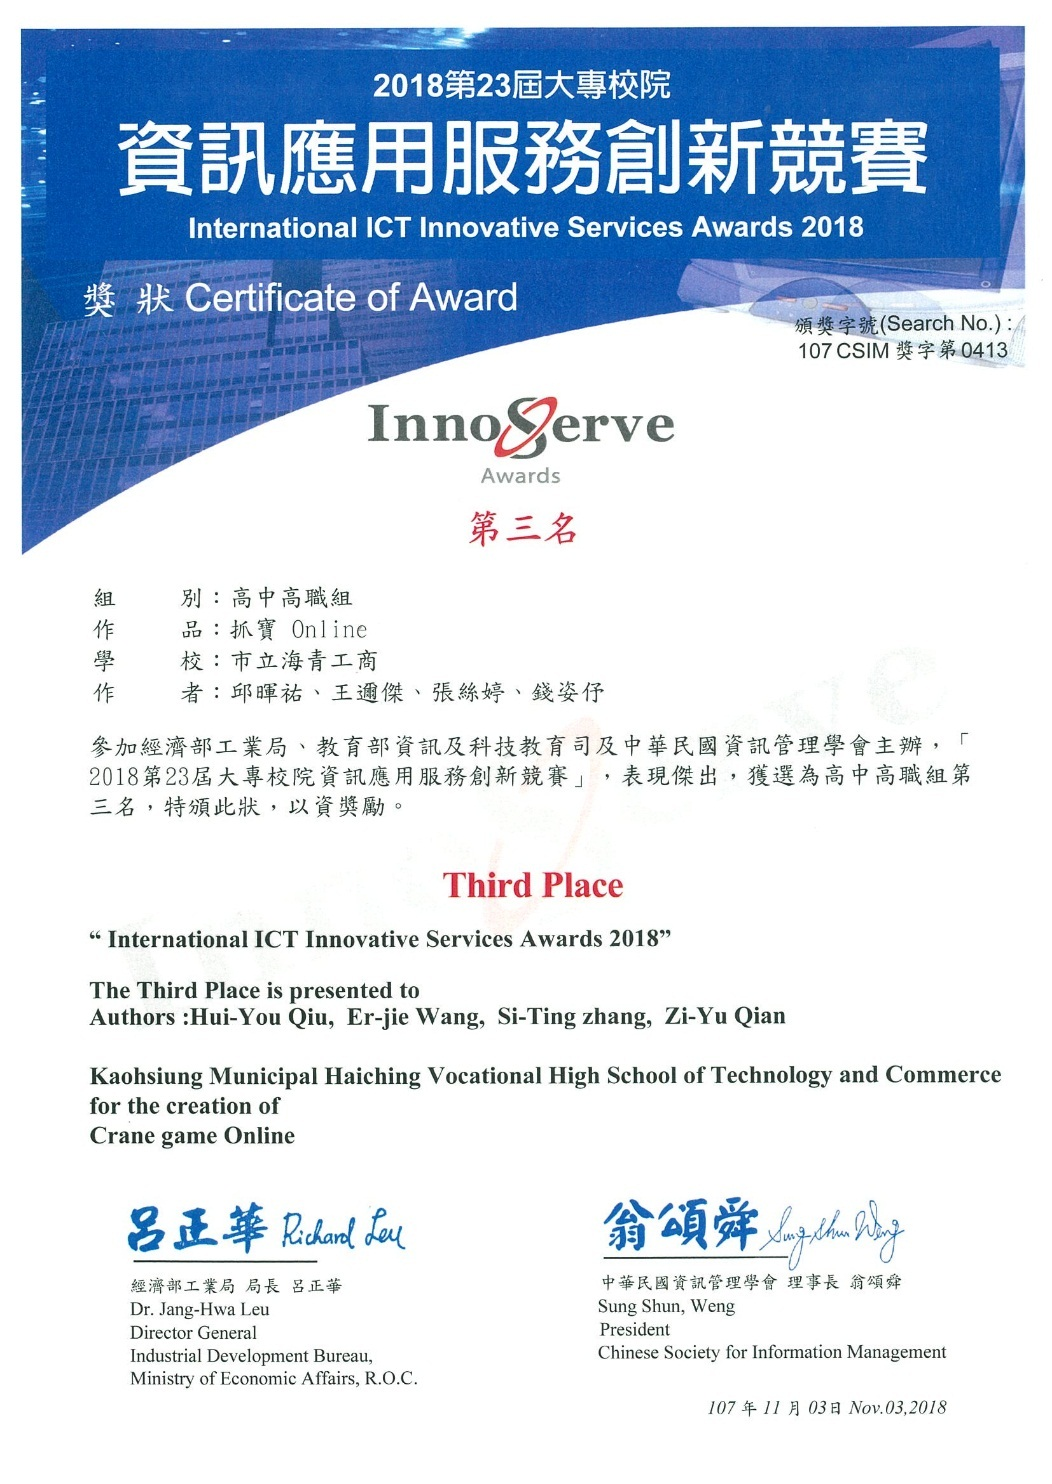 2018第23屆大專校院
資訊應用服務創新競賽
International ICT Innovative Services Awards 2018
獎 狀 Certificate of Award
頒獎字號(Search No.) :
107 CSIM 獎字第 0413
InnoServe
Awards
第三名
組 別：高中高職組
作 品：抓寶 Online
學 校：市立海青工商
作 者：邱暉祐、王邇傑、張絲婷、錢姿伃
參加經濟部工業局、教育部資訊及科技教育司及中華民國資訊管理學會主辦，「
2018第23屆大專校院資訊應用服務創新競賽」，表現傑出，獲選為高中高職組第
三名，特頒此狀，以資獎勵。
Third Place
“ International ICT Innovative Services Awards 2018”
The Third Place is presented to
Authors :Hui-You Qiu, Er-jie Wang, Si-Ting zhang, Zi-Yu Qian
Kaohsiung Municipal Haiching Vocational High School of Technology and Commerce
for the creation of
Crane game Online
呂正華 Richard Leu
經濟部工業局 局長 呂正華
Dr. Jang-Hwa Leu
Director General
Industrial Development Bureau,
Ministry of Economic Affairs, R.O.C.
翁頌舜 Sung Shun Weng
中華民國資訊管理學會 理事長 翁頌舜
Sung Shun, Weng
President
Chinese Society for Information Management
107 年 11 月 03日 Nov.03,2018